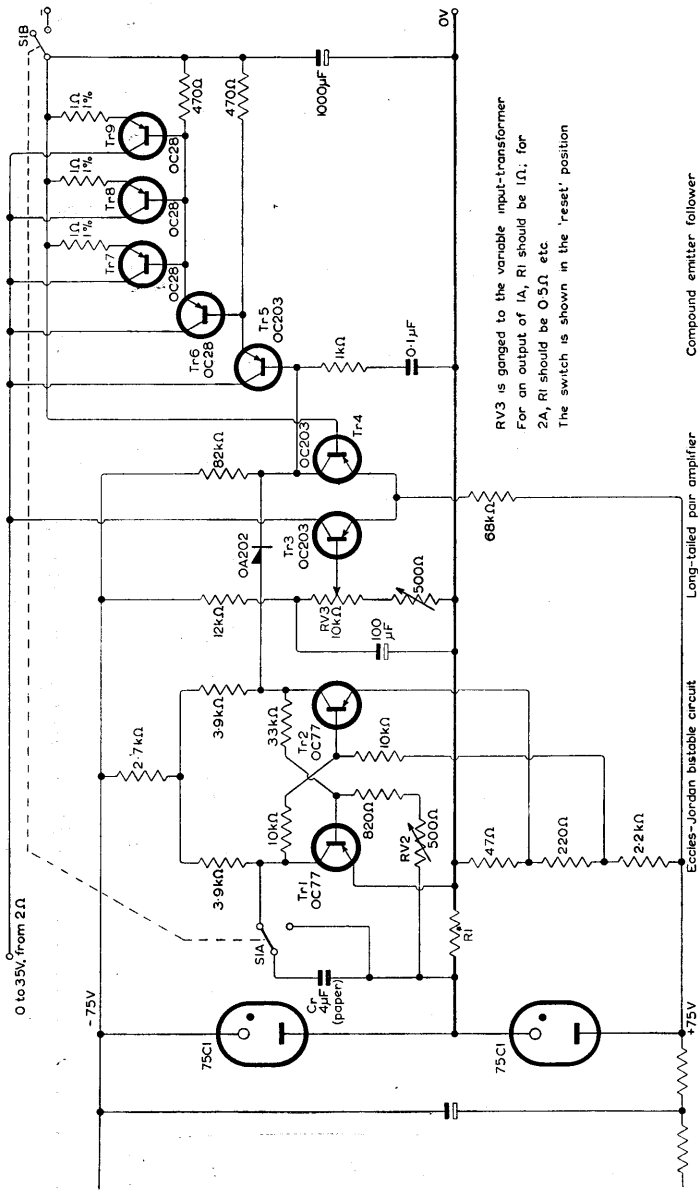 0 to 35V, from 2Ω
-75V
S1B
-
Tr9
OC28
1Ω
1%
Tr8
OC28
1Ω
1%
Tr7
OC28
1Ω
1%
470Ω
470Ω
1000μF
Tr6
OC28
Tr5
OC203
1kΩ
0·1μF
82kΩ
OC203
Tr4
OA202
Tr3
OC203
68kΩ
12kΩ
RV3
10kΩ
500Ω
100
μF
2·7kΩ
3·9kΩ
3·9kΩ
33kΩ
10kΩ
Tr2
OC77
10kΩ
Tr1
OC77
820Ω
RV2
500Ω
47Ω
220Ω
2·2kΩ
S1A
Cr
4μF
(paper)
R1
75C1
75C1
0V
+75V
RV3 is ganged to the variable input-transformer
For an output of 1A, R1 should be 1Ω; for
2A, R1 should be 0·5Ω etc.
The switch is shown in the 'reset' position
Eccles-Jordan bistable circuit
Long-tailed pair amplifier
Compound emitter follower